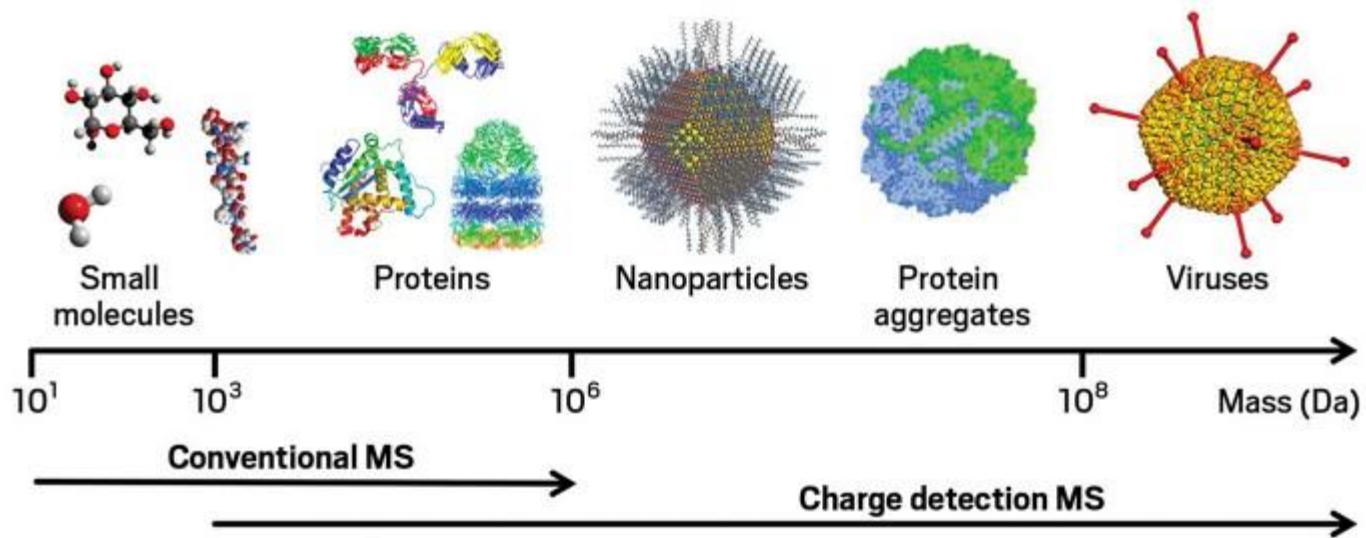 Small
molecules
Proteins
Nanoparticles
Protein
aggregates
Viruses
10¹
10³
10⁶
10⁸
Mass (Da)
Conventional MS
Charge detection MS